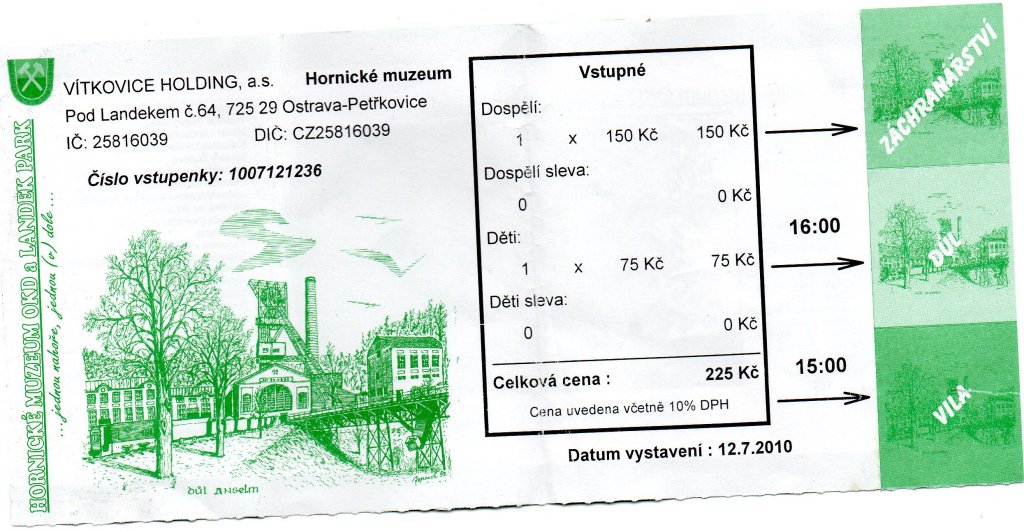 HORNICKÉ MUZEUM OKD a LANDEK PARK
...jednou nahoře, jednou (v) dole ...
VÍTKOVICE HOLDING, a.s. Hornické muzeum
Pod Landekem č.64, 725 29 Ostrava-Petřkovice
IČ: 25816039 DIČ: CZ25816039
Číslo vstupenky: 1007121236
DŮL ANSELM
Vstupné
Dospělí:
1 x 150 Kč 150 Kč
Dospělí sleva:
0 0 Kč
Děti:
1 x 75 Kč 75 Kč
Děti sleva:
0 0 Kč
Celková cena : 225 Kč
Cena uvedena včetně 10% DPH
Datum vystavení : 12.7.2010
16:00
15:00
ZÁCHRANÁŘSTVÍ
DŮL
VILA